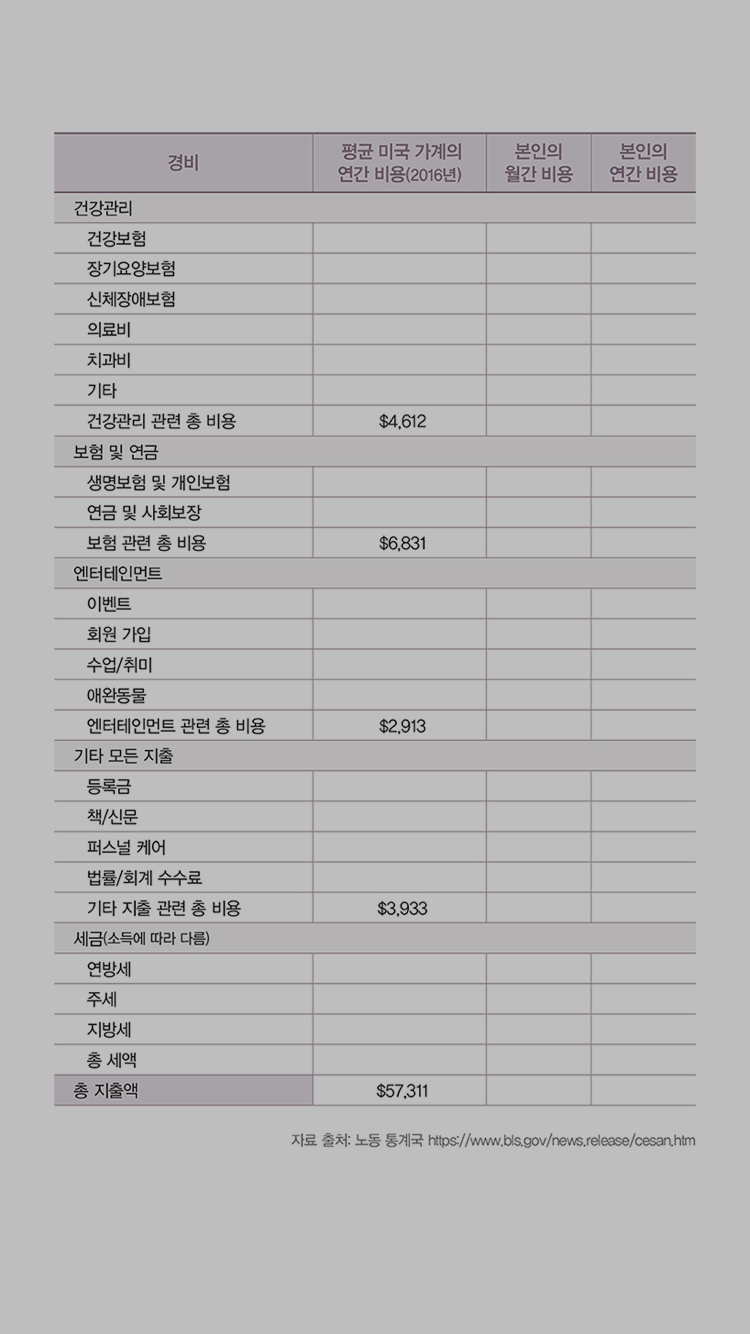 경비
평균 미국 가계의
연간 비용(2016년)
본인의
월간 비용
본인의
연간 비용
건강관리
건강보험
장기요양보험
신체장애보험
의료비
치과비
기타
건강관리 관련 총 비용 $4,612
보험 및 연금
생명보험 및 개인보험
연금 및 사회보장
보험 관련 총 비용 $6,831
엔터테인먼트
이벤트
회원 가입
수업/취미
애완동물
엔터테인먼트 관련 총 비용 $2,913
기타 모든 지출
등록금
책/신문
퍼스널 케어
법률/회계 수수료
기타 지출 관련 총 비용 $3,933
세금(소득에 따라 다름)
연방세
주세
지방세
총 세액
총 지출액 $57,311
자료 출처: 노동 통계국 https://www.bls.gov/news.release/cesan.htm